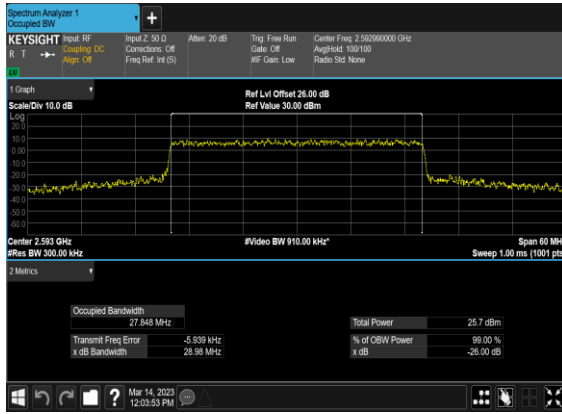 Spectrum Analyzer 1
Occupied BW
KEYSIGHT
R T
LXI
Input: RF
Coupling: DC
Align: Off
Input Z: 50 Ω
Corrections: Off
Freq Ref: Int (S)
Atten: 20 dB
Trig: Free Run
Gate: Off
#IF Gain: Low
Center Freq: 2.592990000 GHz
Avg|Hold: 100/100
Radio Std: None
1 Graph
Scale/Div 10.0 dB
Ref Lvl Offset 26.00 dB
Ref Value 30.00 dBm
Log
20.0
10.0
0.00
-10.0
-20.0
-30.0
-40.0
-50.0
-60.0
Center 2.593 GHz
#Video BW 910.00 kHz*
Span 60 MH
#Res BW 300.00 kHz
Sweep 1.00 ms (1001 pts
2 Metrics
Occupied Bandwidth
27.848 MHz
Total Power 25.7 dBm
Transmit Freq Error -5.939 kHz
% of OBW Power 99.00 %
x dB Bandwidth 28.98 MHz
x dB -26.00 dB
Mar 14, 2023
12:03:53 PM